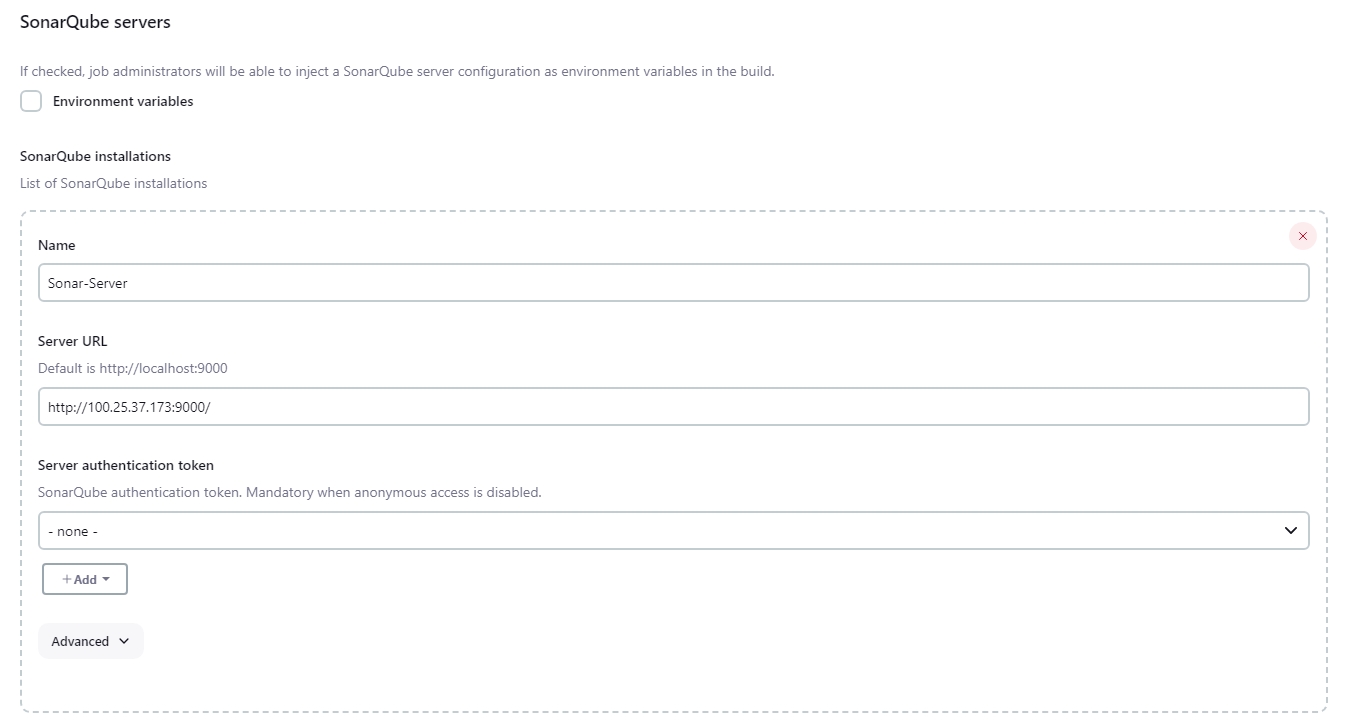 SonarQube servers
If checked, job administrators will be able to inject a SonarQube server configuration as environment variables in the build.
Environment variables
SonarQube installations
List of SonarQube installations
Name
Sonar-Server
Server URL
Default is http://localhost:9000
http://100.25.37.173:9000/
Server authentication token
SonarQube authentication token. Mandatory when anonymous access is disabled.
- none -
+ Add
Advanced